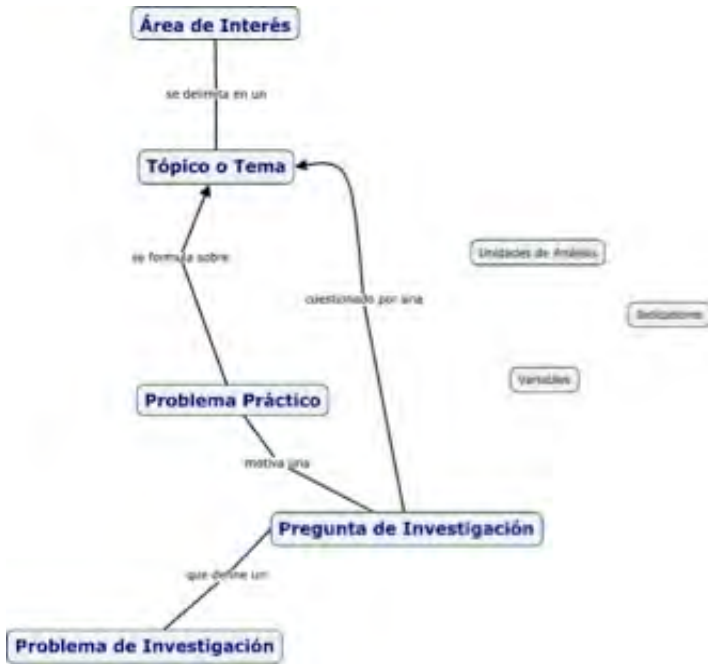 Área de Interés
se delimita en un
Tópico o Tema
se formula sobre
Unidades de Análisis
cuestionado por una
Indicadores
Variables
Problema Práctico
motiva una
Pregunta de Investigación
que define un
Problema de Investigación